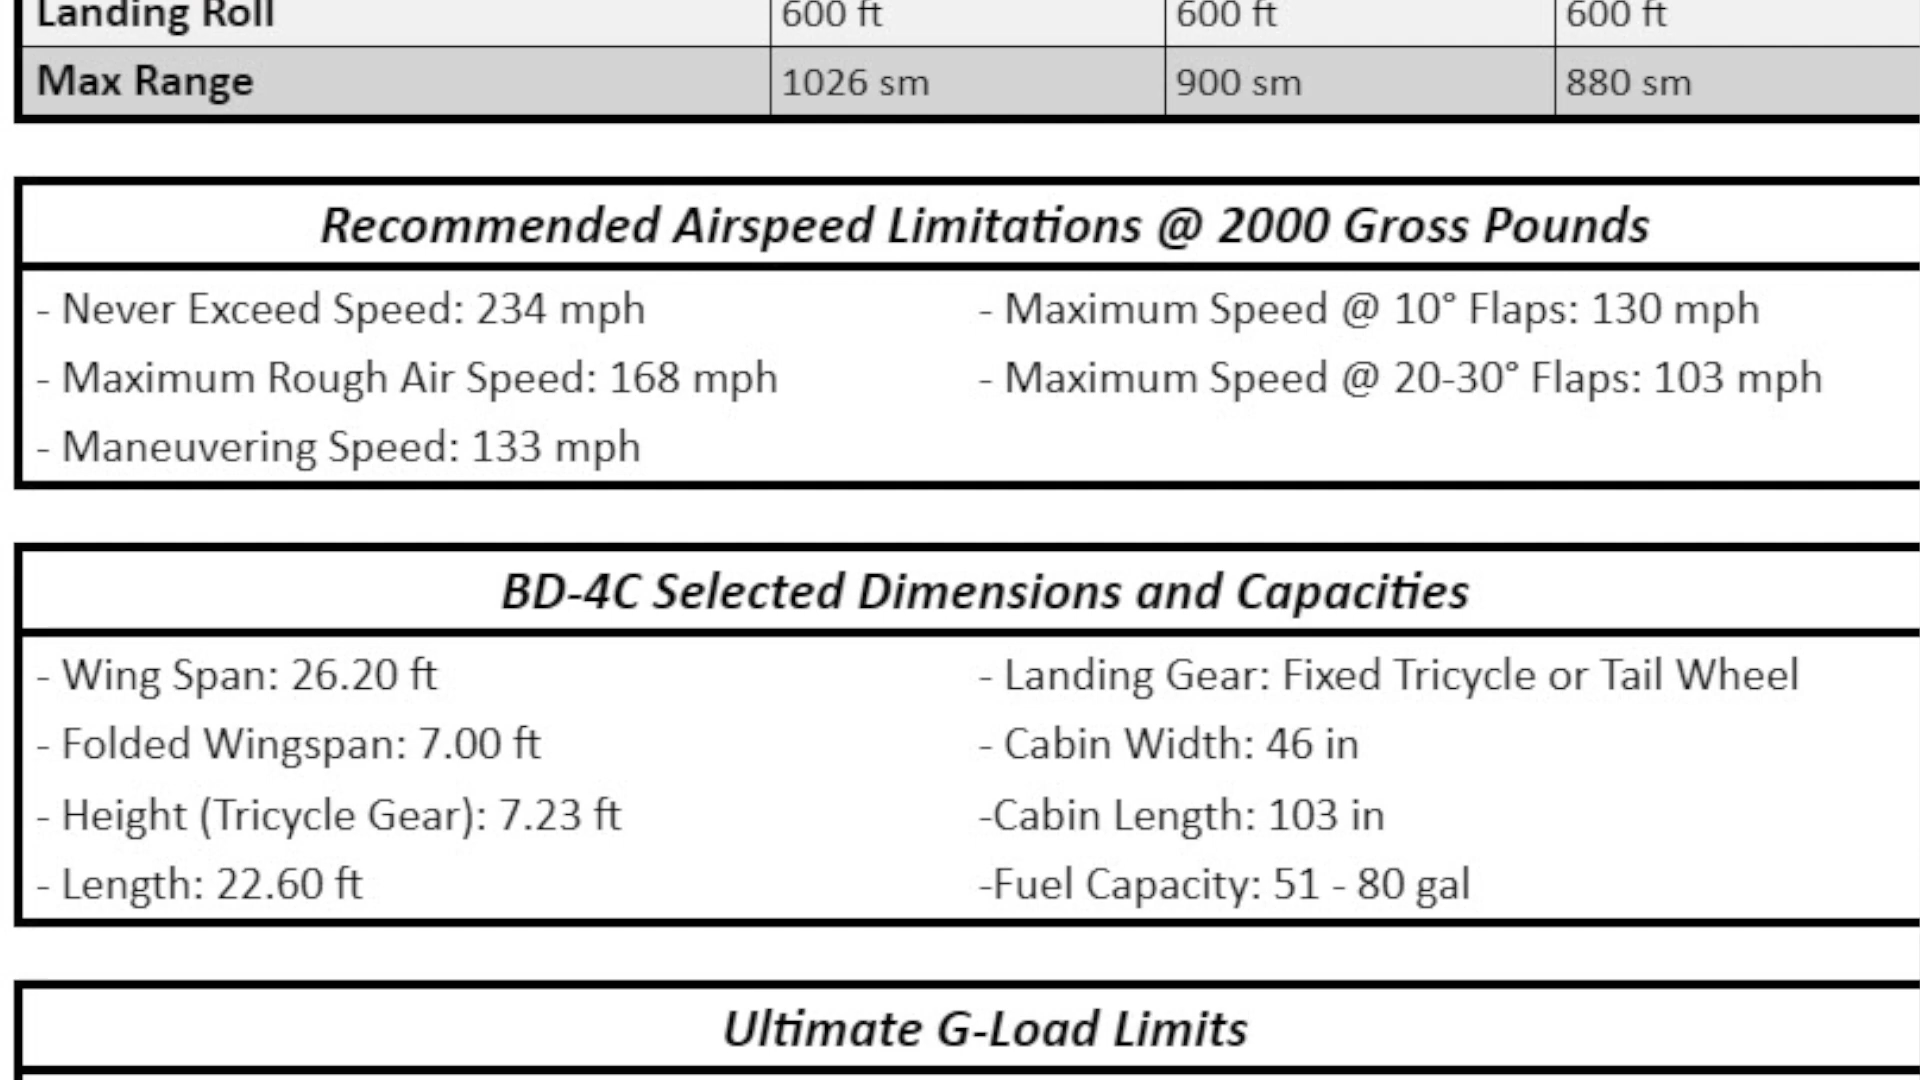 Landing Roll 600 ft 600 ft 600 ft
Max Range 1026 sm 900 sm 880 sm
Recommended Airspeed Limitations @ 2000 Gross Pounds
- Never Exceed Speed: 234 mph
- Maximum Rough Air Speed: 168 mph
- Maneuvering Speed: 133 mph
- Maximum Speed @ 10° Flaps: 130 mph
- Maximum Speed @ 20-30° Flaps: 103 mph
BD-4C Selected Dimensions and Capacities
- Wing Span: 26.20 ft
- Folded Wingspan: 7.00 ft
- Height (Tricycle Gear): 7.23 ft
- Length: 22.60 ft
- Landing Gear: Fixed Tricycle or Tail Wheel
- Cabin Width: 46 in
-Cabin Length: 103 in
-Fuel Capacity: 51 - 80 gal
Ultimate G-Load Limits